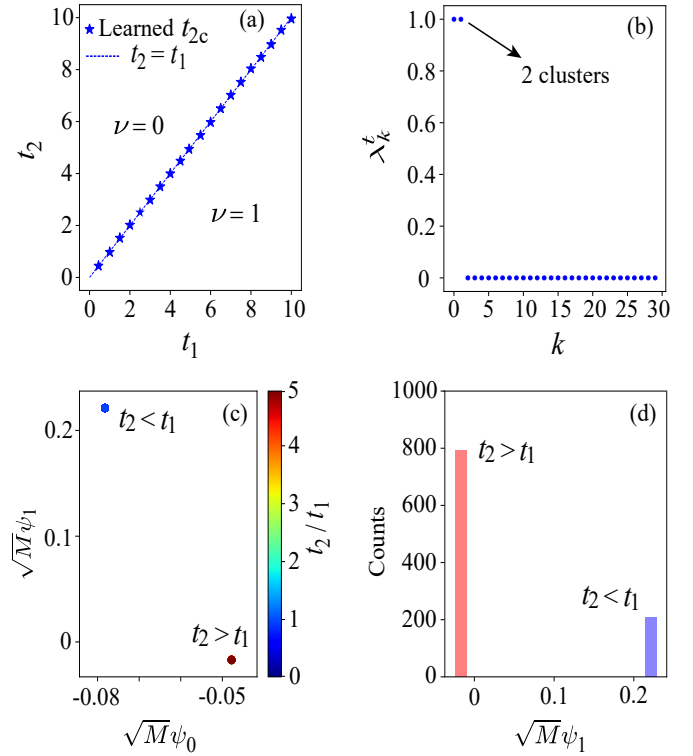 (a)
Learned t₂c
t₂ = t₁
10
8
6
4
2
0
ν = 0
ν = 1
t₂
0 2 4 6 8 10
t₁
(b)
2 clusters
1.0
0.8
0.6
0.4
0.2
0
λₖᵗ
0 5 10 15 20 25 30
k
(c)
t₂ < t₁
t₂ > t₁
0.2
0.1
0
√Mψ₁
-0.08 -0.05
√Mψ₀
5
4
3
2
1
0
t₂ / t₁
(d)
t₂ > t₁
t₂ < t₁
1000
800
600
400
200
0
Counts
0 0.1 0.2
√Mψ₁